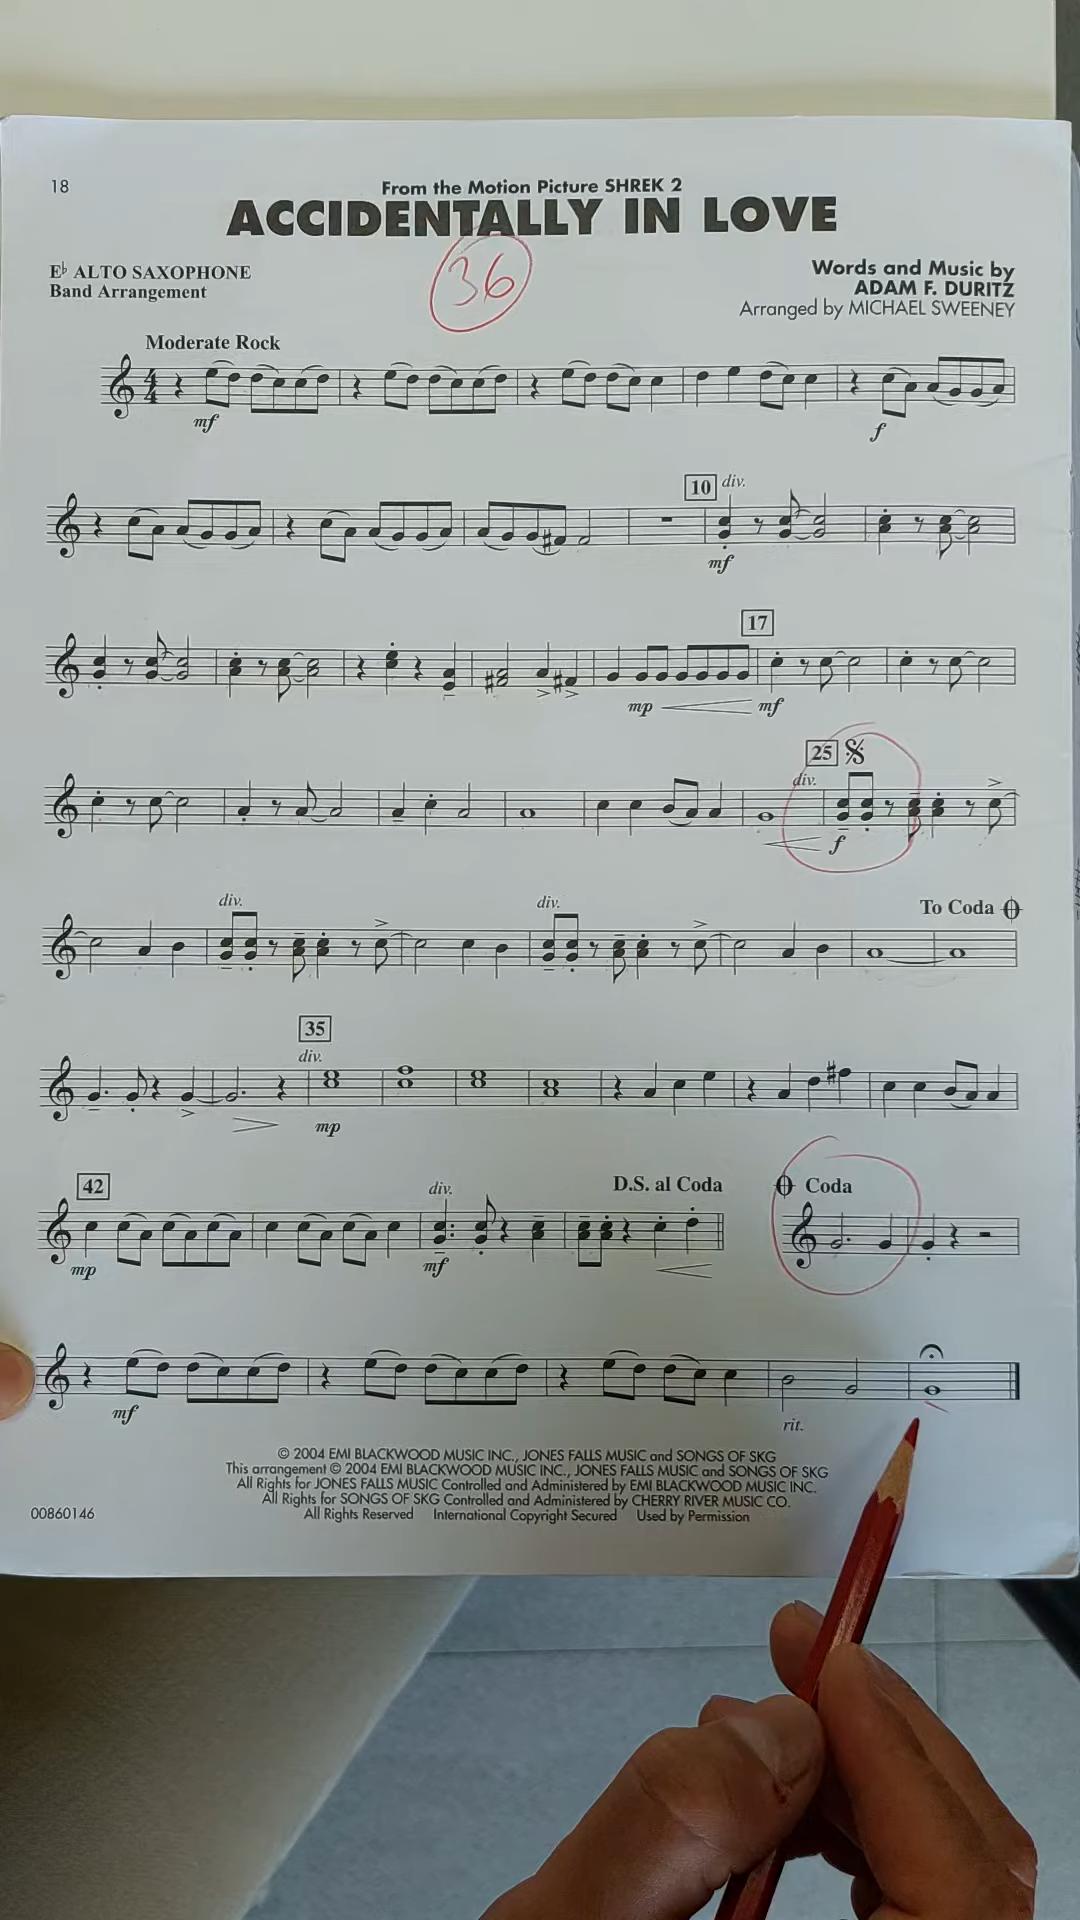 18
From the Motion Picture SHREK 2
ACCIDENTALLY IN LOVE
36
E♭ ALTO SAXOPHONE
Band Arrangement
Words and Music by
ADAM F. DURITZ
Arranged by MICHAEL SWEENEY
Moderate Rock
4
4
mf
f
10 div.
mf
17
mp mf
25
div.
f
div. div. To Coda
35
div.
mp
42 div. D.S. al Coda Coda
mp mf
mf rit.
© 2004 EMI BLACKWOOD MUSIC INC., JONES FALLS MUSIC and SONGS OF SKG
This arrangement © 2004 EMI BLACKWOOD MUSIC INC., JONES FALLS MUSIC and SONGS OF SKG
All Rights for JONES FALLS MUSIC Controlled and Administered by EMI BLACKWOOD MUSIC INC.
All Rights for SONGS OF SKG Controlled and Administered by CHERRY RIVER MUSIC CO.
00860146 All Rights Reserved International Copyright Secured Used by Permission